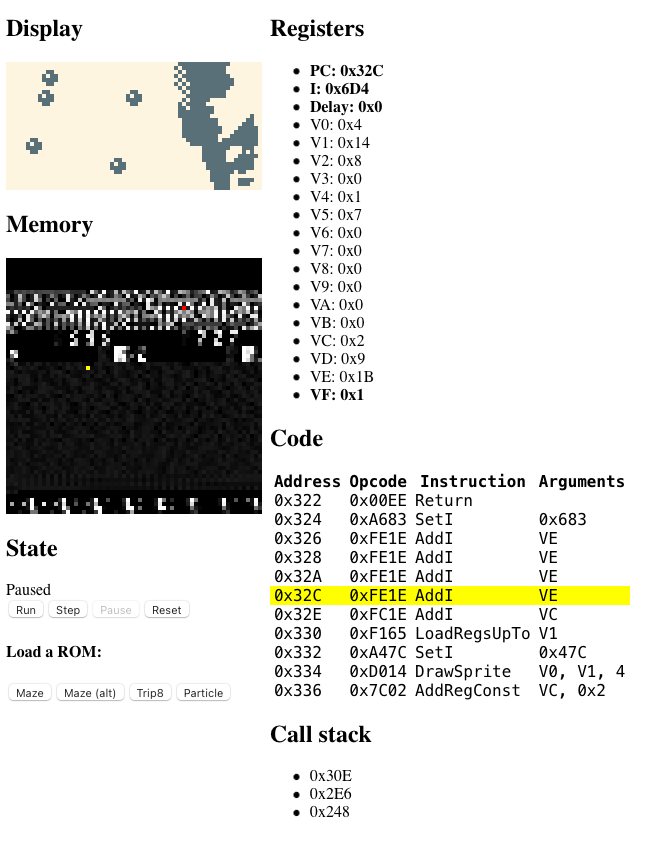 Display
Memory
State
Paused
Run Step Pause Reset
Load a ROM:
Maze Maze (alt) Trip8 Particle
Registers
PC: 0x32C
I: 0x6D4
Delay: 0x0
V0: 0x4
V1: 0x14
V2: 0x8
V3: 0x0
V4: 0x1
V5: 0x7
V6: 0x0
V7: 0x0
V8: 0x0
V9: 0x0
VA: 0x0
VB: 0x0
VC: 0x2
VD: 0x9
VE: 0x1B
VF: 0x1
Code
Address Opcode Instruction Arguments
0x322 0x00EE Return
0x324 0xA683 SetI 0x683
0x326 0xFE1E AddI VE
0x328 0xFE1E AddI VE
0x32A 0xFE1E AddI VE
0x32C 0xFE1E AddI VE
0x32E 0xFC1E AddI VC
0x330 0xF165 LoadRegsUpTo V1
0x332 0xA47C SetI 0x47C
0x334 0xD014 DrawSprite V0, V1, 4
0x336 0x7C02 AddRegConst VC, 0x2
Call stack
0x30E
0x2E6
0x248